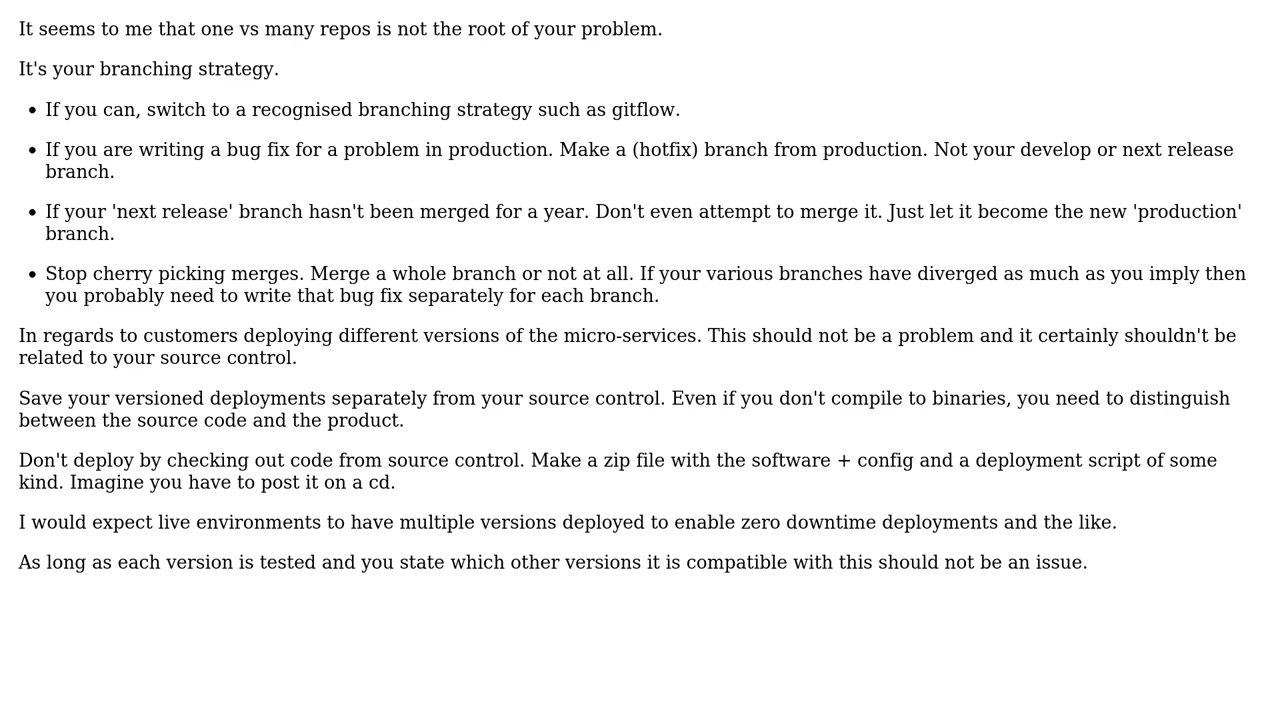 It seems to me that one vs many repos is not the root of your problem.
It's your branching strategy.
• If you can, switch to a recognised branching strategy such as gitflow.
• If you are writing a bug fix for a problem in production. Make a (hotfix) branch from production. Not your develop or next release
branch.
• If your 'next release' branch hasn't been merged for a year. Don't even attempt to merge it. Just let it become the new 'production'
branch.
• Stop cherry picking merges. Merge a whole branch or not at all. If your various branches have diverged as much as you imply then
you probably need to write that bug fix separately for each branch.
In regards to customers deploying different versions of the micro-services. This should not be a problem and it certainly shouldn't be
related to your source control.
Save your versioned deployments separately from your source control. Even if you don't compile to binaries, you need to distinguish
between the source code and the product.
Don't deploy by checking out code from source control. Make a zip file with the software + config and a deployment script of some
kind. Imagine you have to post it on a cd.
I would expect live environments to have multiple versions deployed to enable zero downtime deployments and the like.
As long as each version is tested and you state which other versions it is compatible with this should not be an issue.